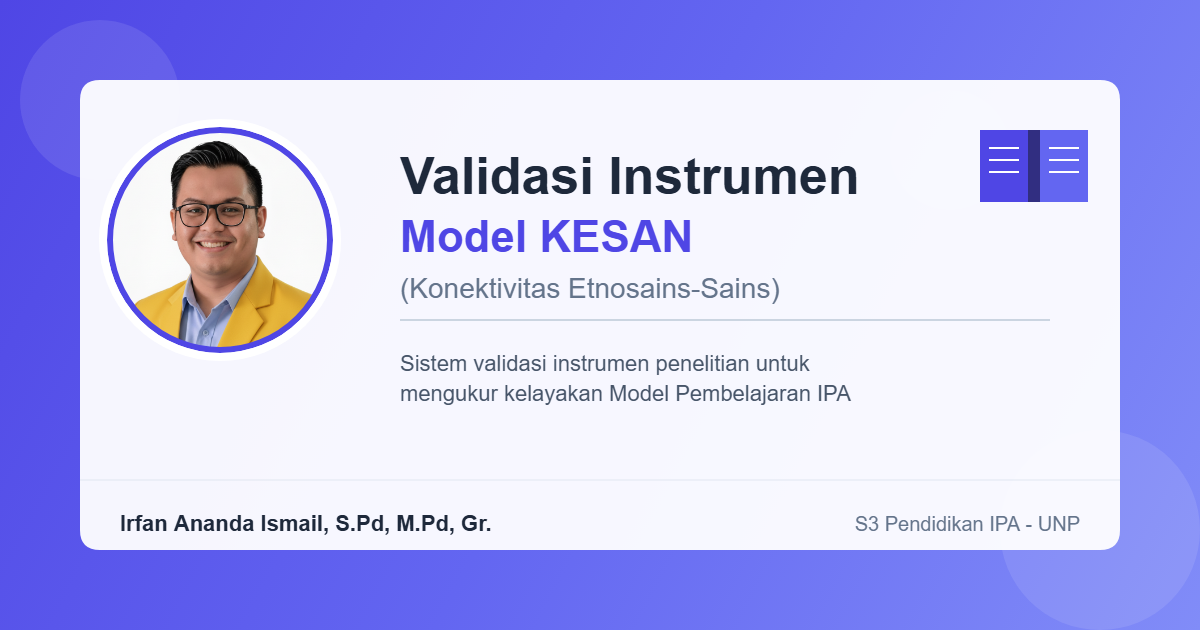 Validasi Instrumen
Model KESAN
(Konektivitas Etnosains-Sains)
Sistem validasi instrumen penelitian untuk
mengukur kelayakan Model Pembelajaran IPA
Irfan Ananda Ismail, S.Pd, M.Pd, Gr.
S3 Pendidikan IPA - UNP